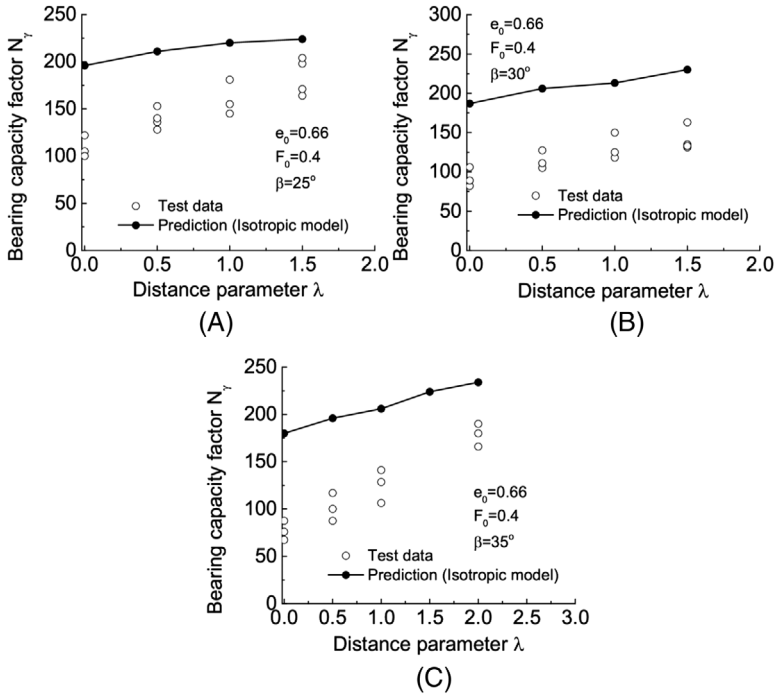 Bearing capacity factor Nγ
250
200
150
100
50
0
e0=0.66
F0=0.4
β=25°
Test data
Prediction (Isotropic model)
0.0 0.5 1.0 1.5 2.0
Distance parameter λ
(A)
Bearing capacity factor Nγ
300
250
200
150
100
50
0
e0=0.66
F0=0.4
β=30°
Test data
Prediction (Isotropic model)
0.0 0.5 1.0 1.5 2.0
Distance parameter λ
(B)
Bearing capacity factor Nγ
250
200
150
100
50
0
e0=0.66
F0=0.4
β=35°
Test data
Prediction (Isotropic model)
0.0 0.5 1.0 1.5 2.0 2.5 3.0
Distance parameter λ
(C)